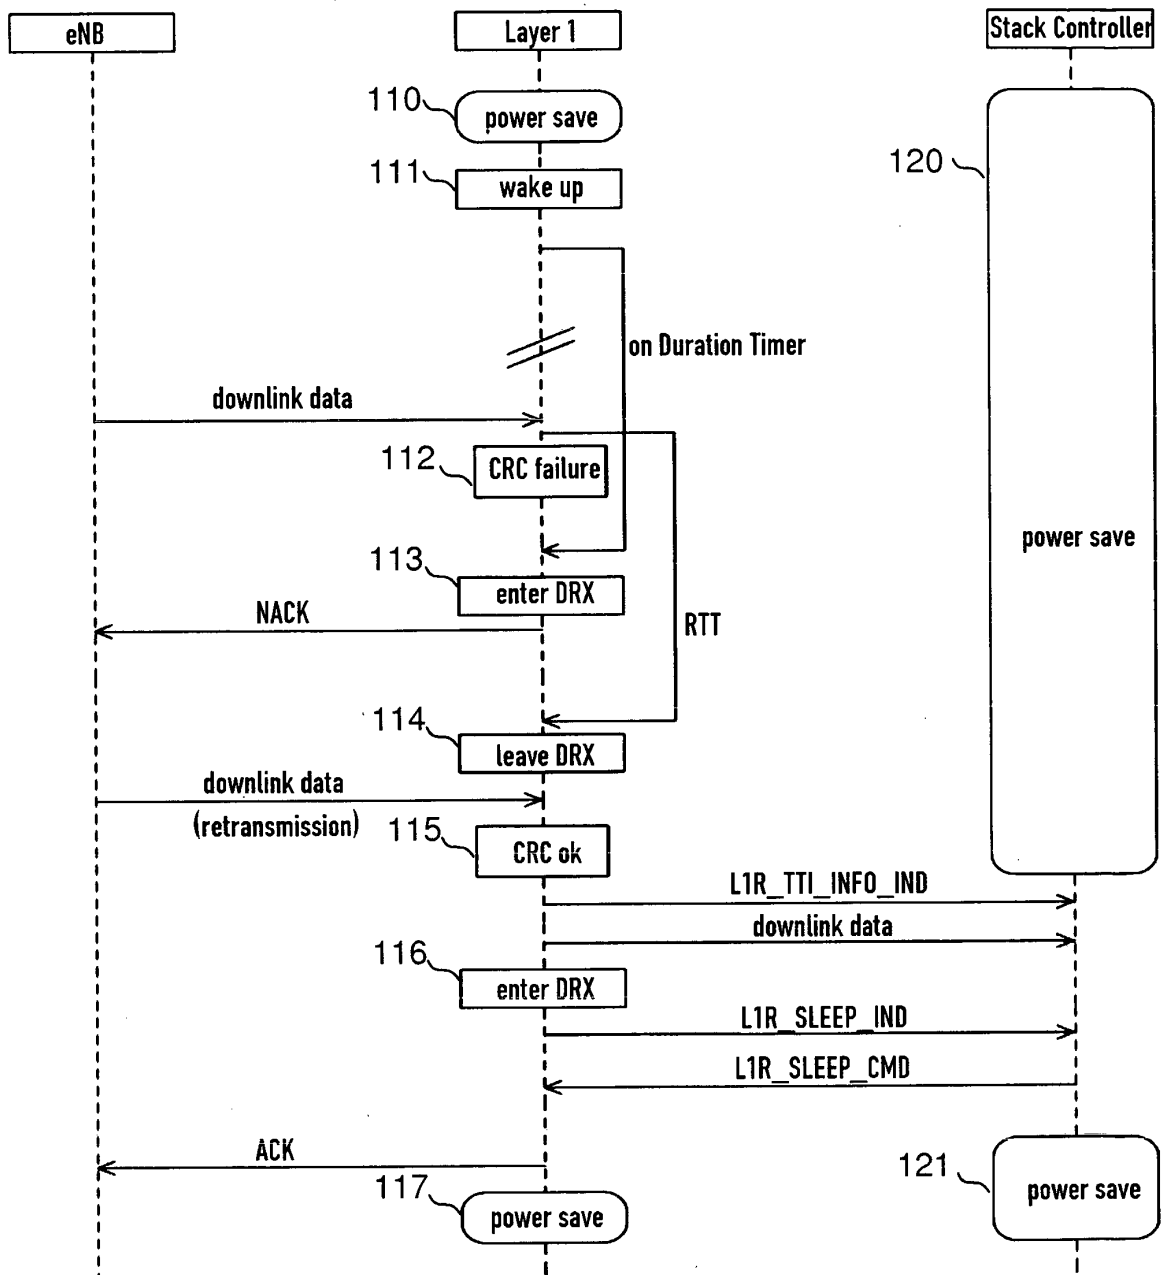 eNB
Layer 1
Stack Controller
110
power save
111
wake up
120
on Duration Timer
downlink data
112
CRC failure
power save
113
enter DRX
NACK
RTT
114
leave DRX
downlink data
(retransmission)
115
CRC ok
L1R_TTI_INFO_IND
downlink data
116
enter DRX
L1R_SLEEP_IND
L1R_SLEEP_CMD
ACK
121
power save
117
power save